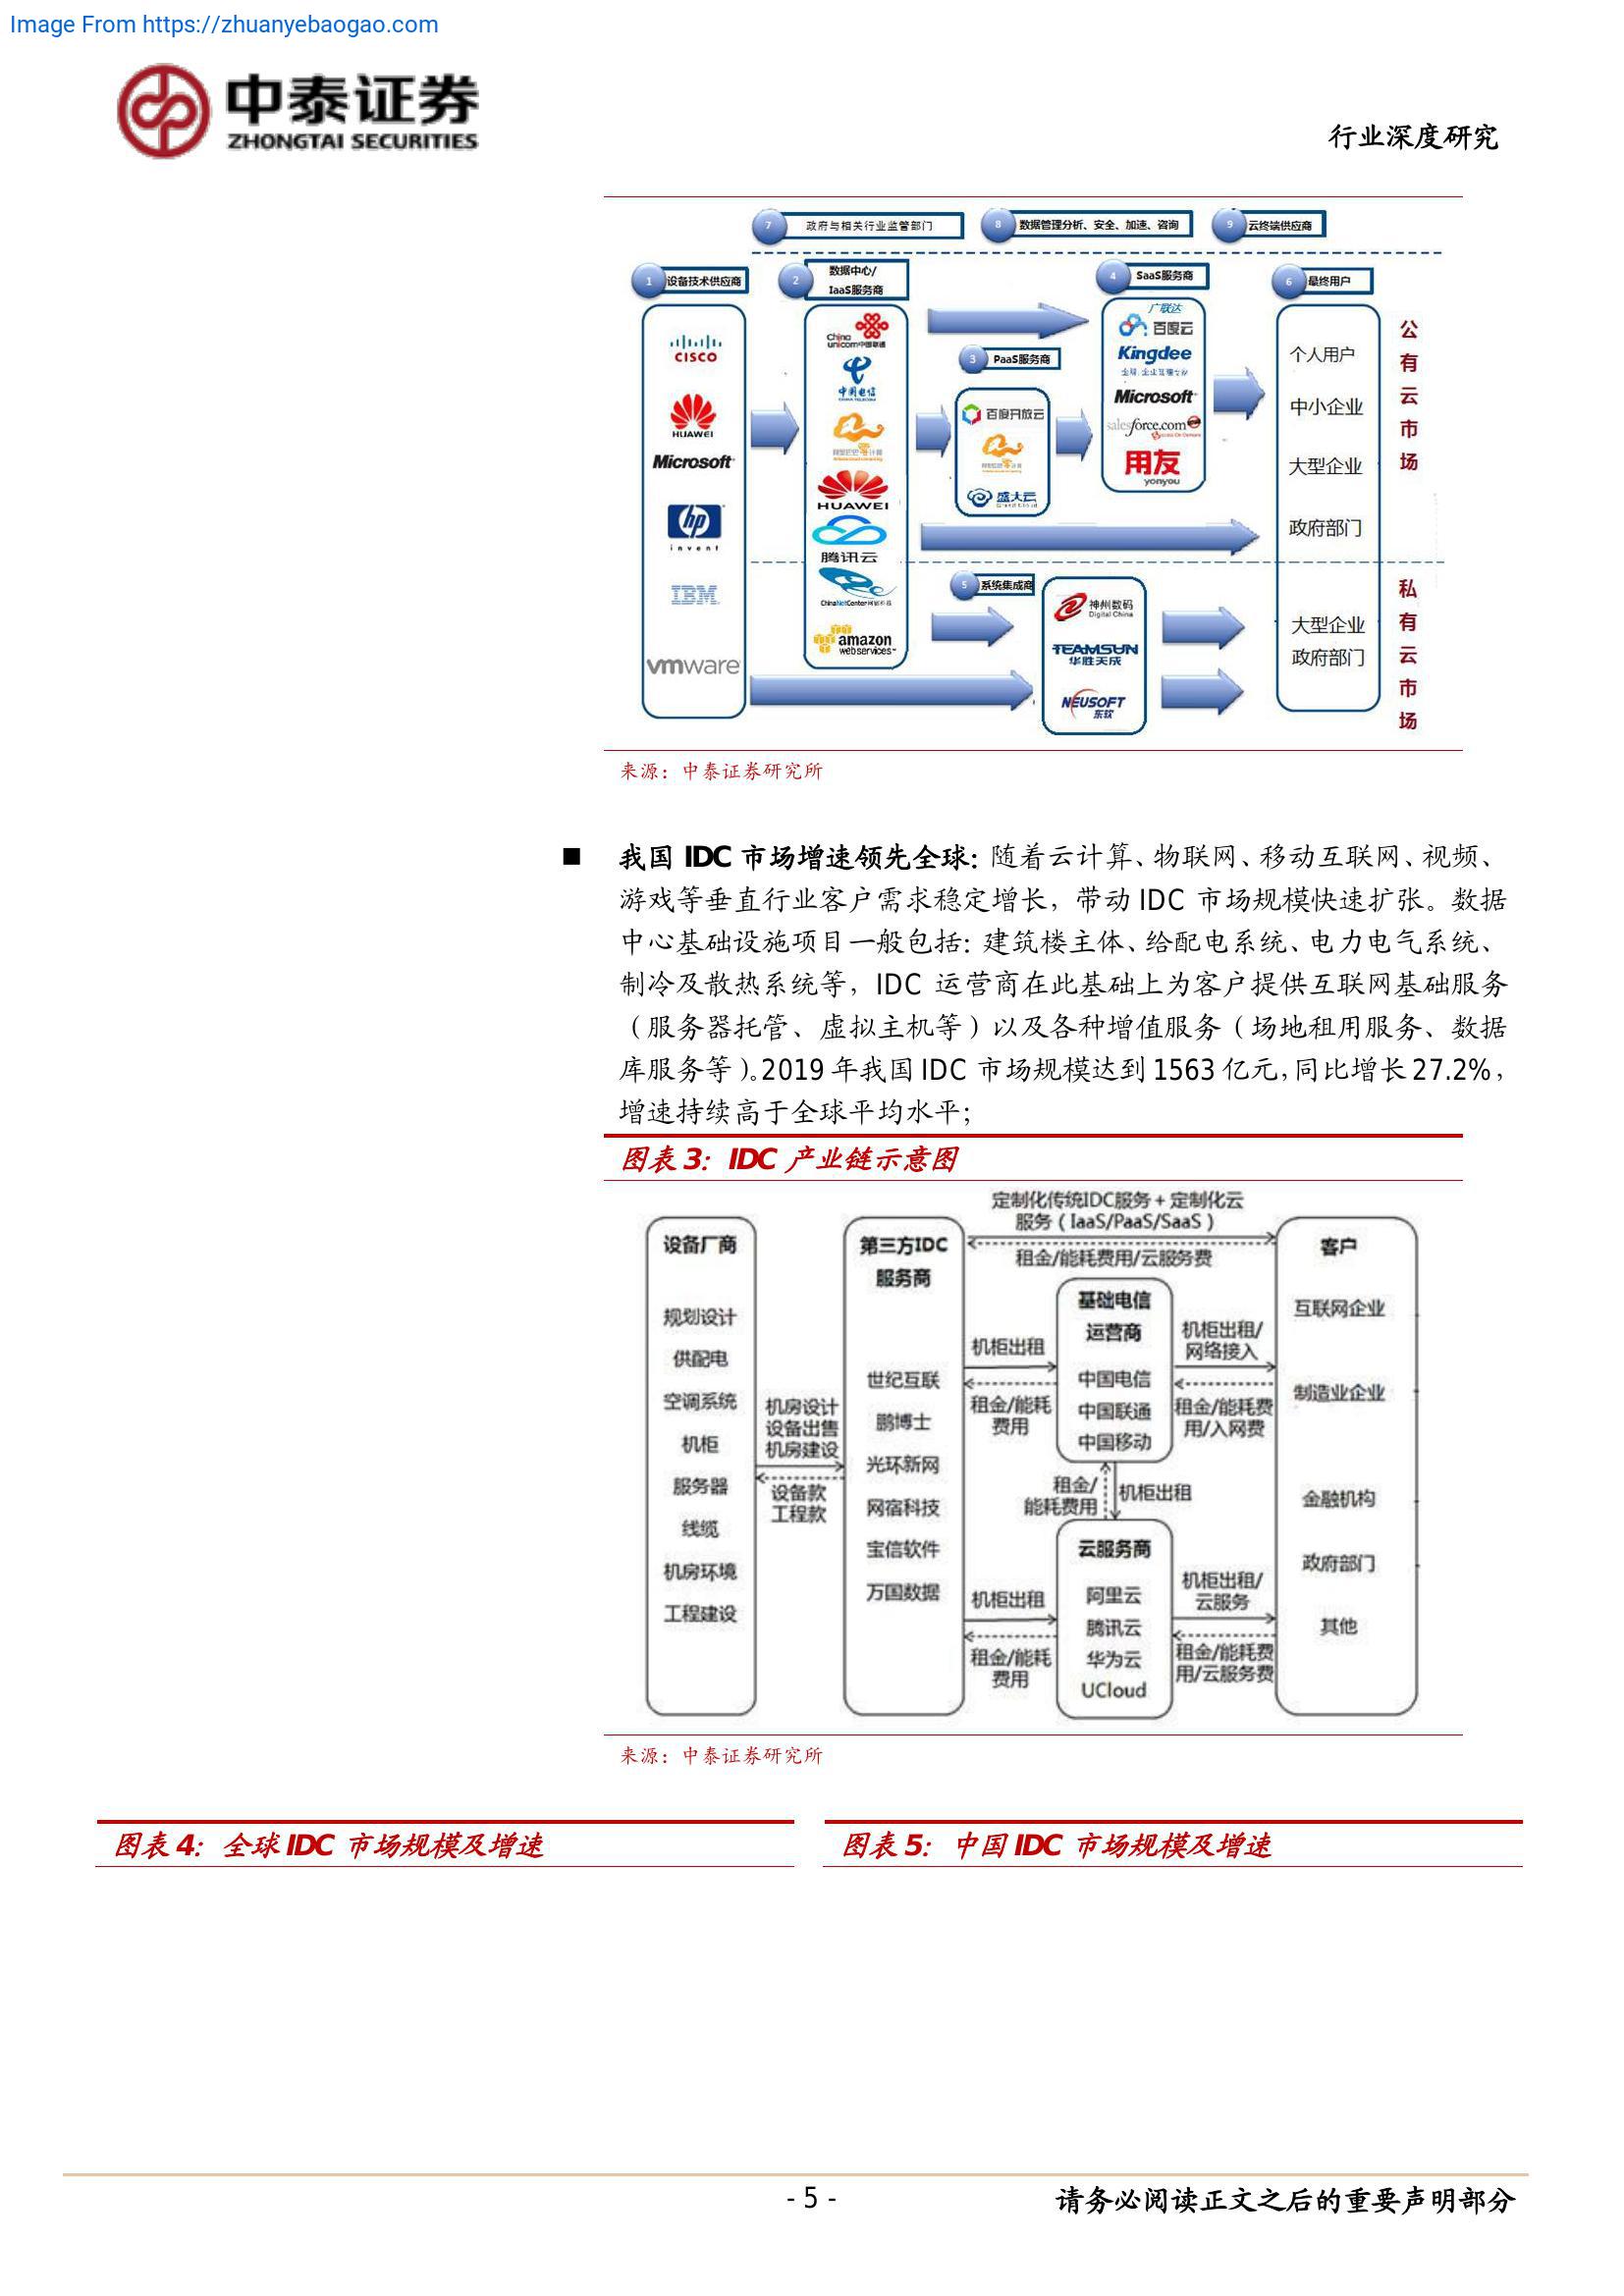 Image From https://zhuanyebaogao.com
中泰证券
ZHONGTAI SECURITIES
行业深度研究
7 政府与相关行业监管部门
8 数据管理分析、安全、加速、咨询
9 云终端供应商
1 设备技术供应商
2 数据中心/
IaaS服务商
4 SaaS服务商
6 最终用户
CISCO
HUAWEI
Microsoft
hp
invent
IBM
vmware
China
unicom中国联通
中国电信
CHINA TELECOM
HUAWEI
腾讯云
ChinaNetCenter
amazon
webservices
3 PaaS服务商
百度开放云
盛大云
广联达
百度云
Kingdee
Microsoft
salesforce.com
用友
yonyou
个人用户
中小企业
大型企业
政府部门
公有云市场
5 系统集成商
神州数码
Digital China
TEAMSUN
华胜天成
NEUSOFT
东软
大型企业
政府部门
私有云市场
来源：中泰证券研究所
■ 我国 IDC 市场增速领先全球：随着云计算、物联网、移动互联网、视频、
游戏等垂直行业客户需求稳定增长，带动 IDC 市场规模快速扩张。数据
中心基础设施项目一般包括：建筑楼主体、给配电系统、电力电气系统、
制冷及散热系统等，IDC 运营商在此基础上为客户提供互联网基础服务
（服务器托管、虚拟主机等）以及各种增值服务（场地租用服务、数据
库服务等）。2019 年我国 IDC 市场规模达到 1563 亿元，同比增长 27.2%，
增速持续高于全球平均水平；
图表 3：IDC 产业链示意图
定制化传统IDC服务 + 定制化云
服务（IaaS/PaaS/SaaS）
租金/能耗费用/云服务费
设备厂商
规划设计
供配电
空调系统
机柜
服务器
线缆
机房环境
工程建设
机房设计
设备出售
机房建设
设备款
工程款
第三方IDC
服务商
世纪互联
鹏博士
光环新网
网宿科技
宝信软件
万国数据
机柜出租
租金/能耗
费用
基础电信
运营商
中国电信
中国联通
中国移动
机柜出租/
网络接入
租金/能耗费
用/入网费
租金/
能耗费用
机柜出租
机柜出租
租金/能耗
费用
云服务商
阿里云
腾讯云
华为云
UCloud
机柜出租/
云服务
租金/能耗费
用/云服务费
客户
互联网企业
制造业企业
金融机构
政府部门
其他
来源：中泰证券研究所
图表 4：全球 IDC 市场规模及增速
图表 5：中国 IDC 市场规模及增速
- 5 -
请务必阅读正文之后的重要声明部分